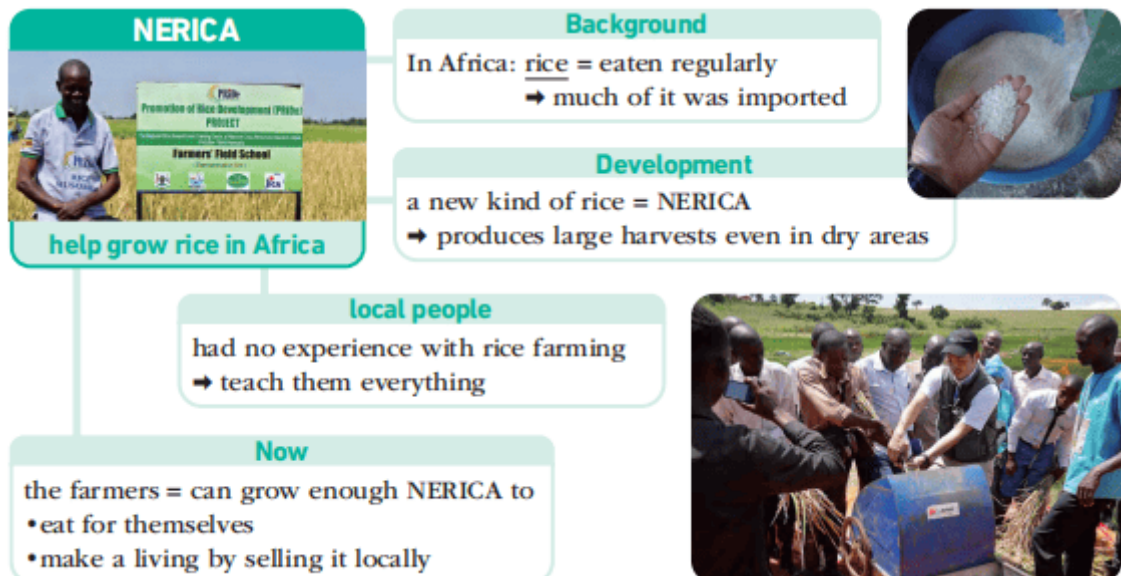 NERICA
PRiDe
Promotion of Rice Development (PRiDe)
PROJECT
Farmers' Field School
help grow rice in Africa
Background
In Africa: rice = eaten regularly
➡ much of it was imported
Development
a new kind of rice = NERICA
➡ produces large harvests even in dry areas
local people
had no experience with rice farming
➡ teach them everything
Now
the farmers = can grow enough NERICA to
•eat for themselves
•make a living by selling it locally